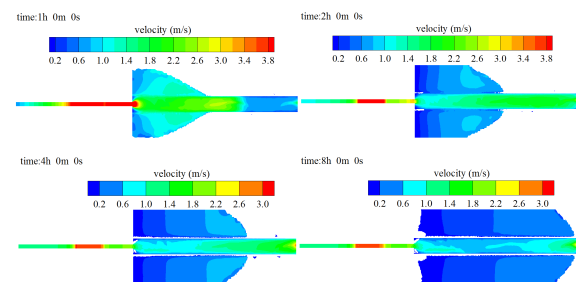 time:1h 0m 0s
velocity (m/s)
0.2 0.6 1.0 1.4 1.8 2.2 2.6 3.0 3.4 3.8
time:2h 0m 0s
velocity (m/s)
0.2 0.6 1.0 1.4 1.8 2.2 2.6 3.0 3.4 3.8
time:4h 0m 0s
velocity (m/s)
0.2 0.6 1.0 1.4 1.8 2.2 2.6 3.0
time:8h 0m 0s
velocity (m/s)
0.2 0.6 1.0 1.4 1.8 2.2 2.6 3.0